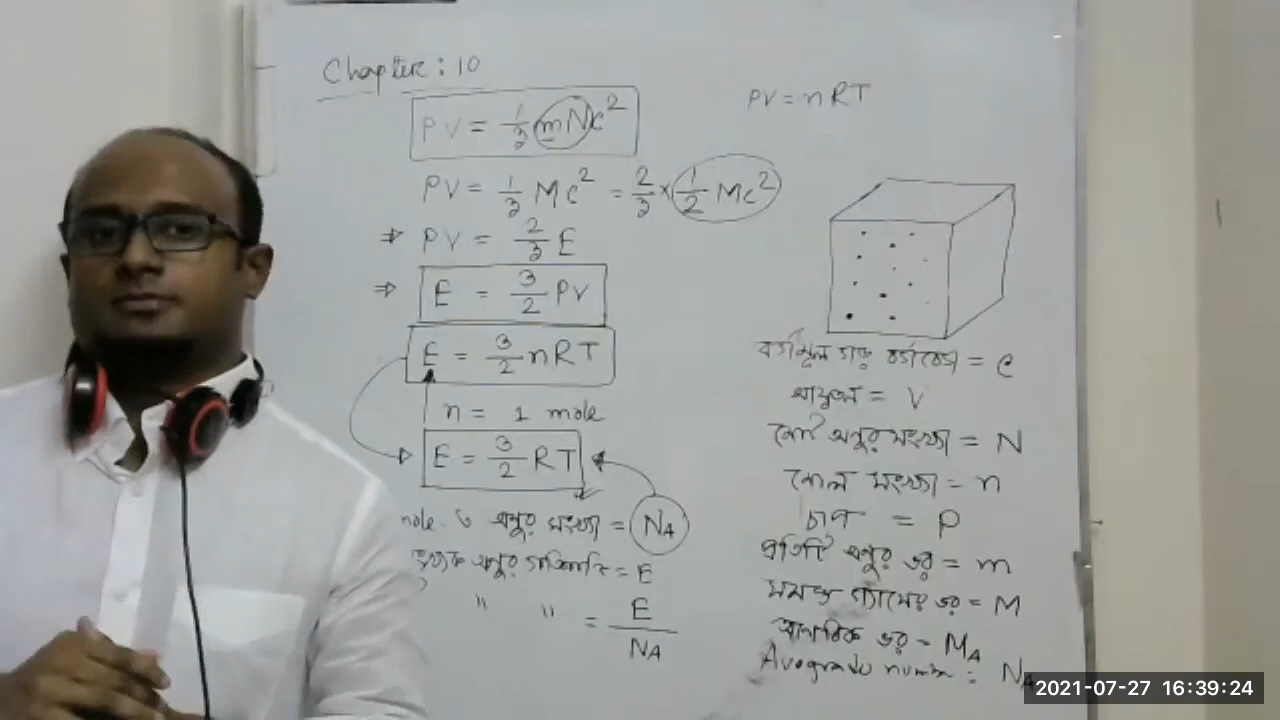 Chapter : 10
PV = 1/3 mNc²
PV = 1/3 Mc² = 2/3 × 1/2 Mc²
⇒ PV = 2/3 E
⇒ E = 3/2 PV
E = 3/2 nRT
n = 1 mole
E = 3/2 RT
mole এ অনুর সংখ্যা = NA
সংখ্যক অনুর গতিশক্তি = E
" " = E/NA
PV = nRT
বর্গমূল গড় বর্গবেগ = c
আয়তন = V
মোট অনুর সংখ্যা = N
মোল সংখ্যা = n
চাপ = P
প্রতিটি অনুর ভর = m
সমস্ত গ্যাসের ভর = M
আণবিক ভর = MA
Avogrado : NA
2021-07-27 16:39:24